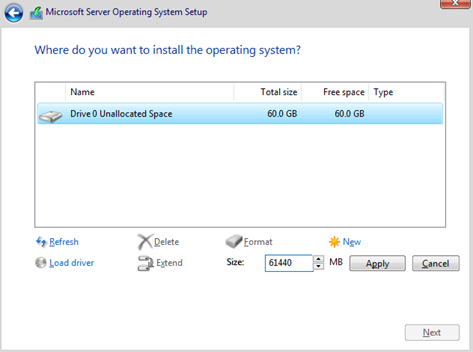 Microsoft Server Operating System Setup
Where do you want to install the operating system?
Name Total size Free space Type
Drive 0 Unallocated Space 60.0 GB 60.0 GB
Refresh Delete Format New
Load driver Extend Size: 61440 MB Apply Cancel
Next